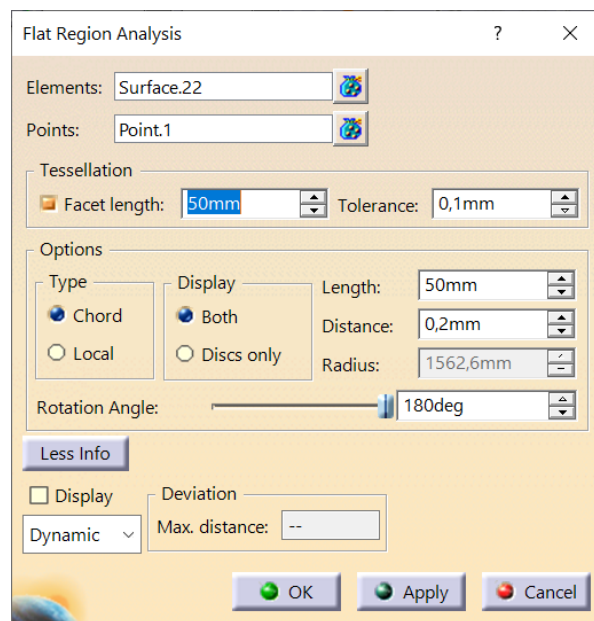 Flat Region Analysis ? ×
Elements: Surface.22
Points: Point.1
Tessellation
Facet length: 50mm Tolerance: 0,1mm
Options
Type Display Length: 50mm
Chord Both Distance: 0,2mm
Local Discs only Radius: 1562,6mm
Rotation Angle: 180deg
Less Info
Display Deviation
Dynamic Max. distance: --
OK Apply Cancel